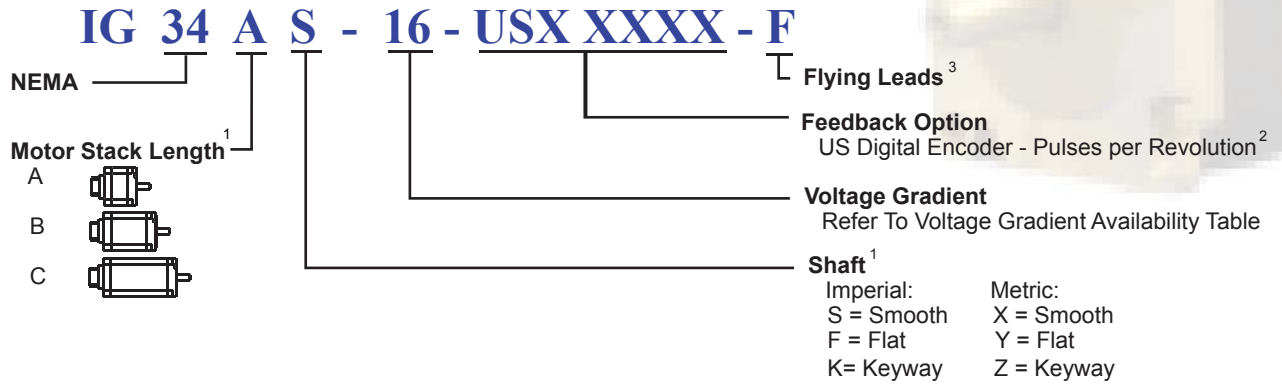 IG 34 A S - 16 - USX XXXX - F
NEMA
Flying Leads 3
Motor Stack Length 1
A
B
C
Feedback Option
US Digital Encoder - Pulses per Revolution 2
Voltage Gradient
Refer To Voltage Gradient Availability Table
Shaft 1
Imperial: Metric:
S = Smooth X = Smooth
F = Flat Y = Flat
K= Keyway Z = Keyway